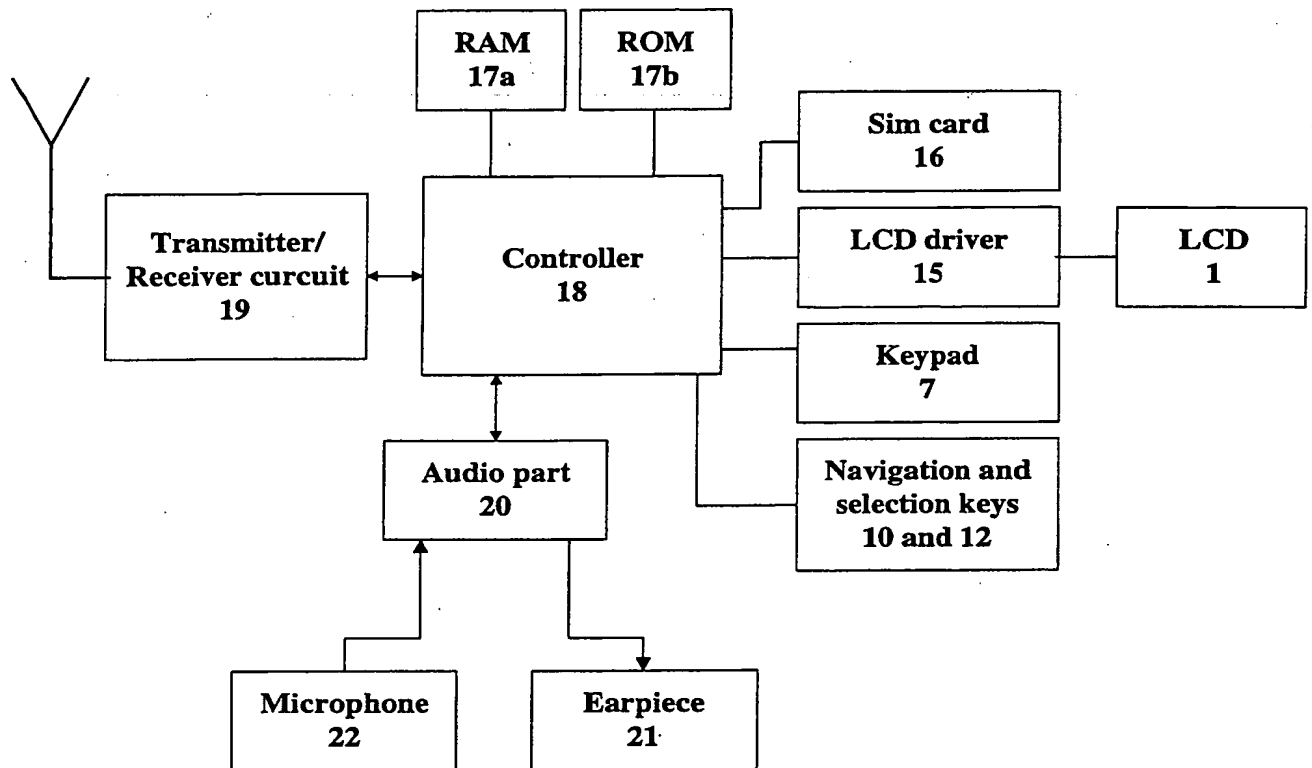 RAM
17a
ROM
17b
Sim card
16
Transmitter/
Receiver curcuit
19
Controller
18
LCD driver
15
LCD
1
Keypad
7
Audio part
20
Navigation and
selection keys
10 and 12
Microphone
22
Earpiece
21